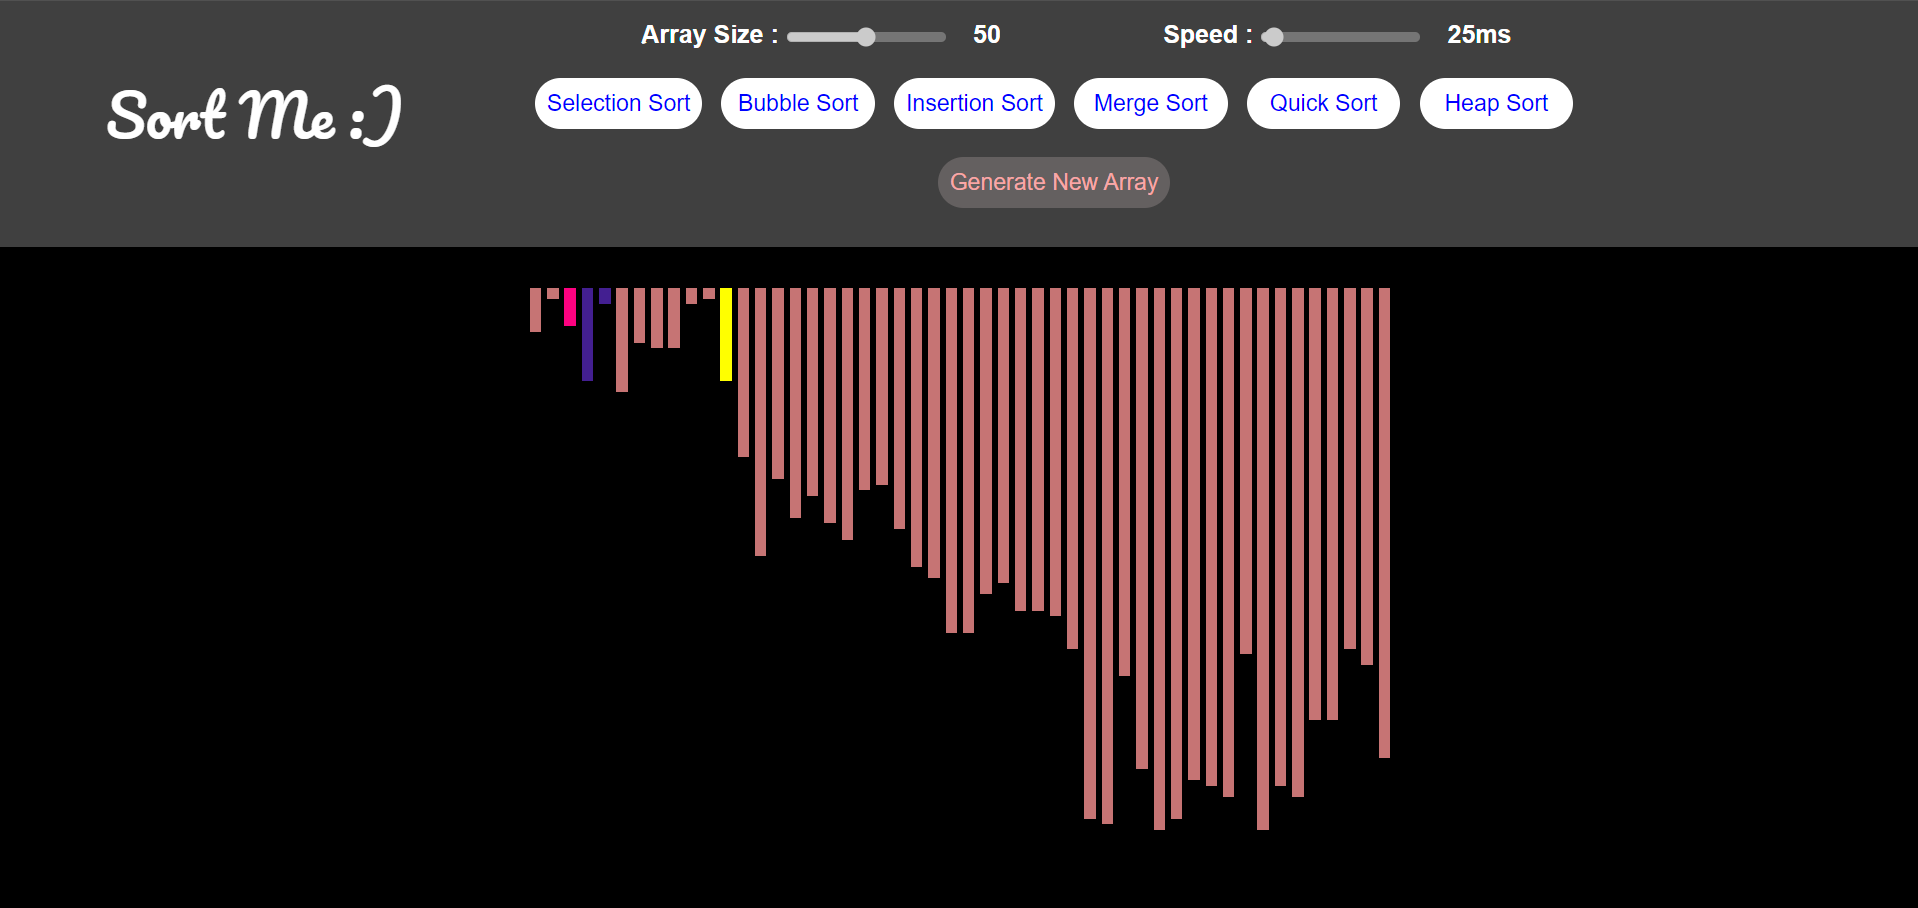 Array Size : 50 Speed : 25ms
Sort Me :)
Selection Sort Bubble Sort Insertion Sort Merge Sort Quick Sort Heap Sort
Generate New Array